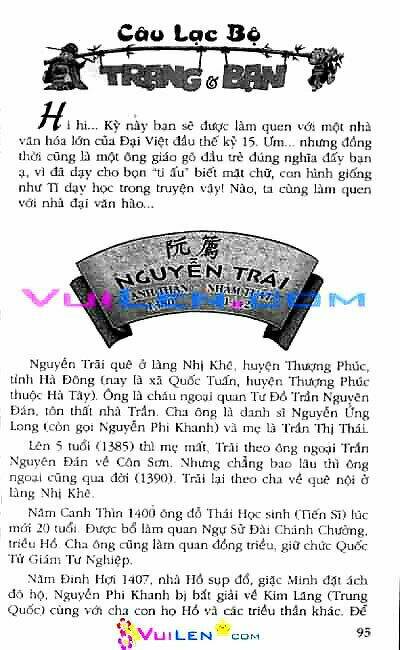 Câu Lạc Bộ
TRẠNG & BẠN
Hi hi... Kỳ này bạn sẽ được làm quen với một nhà
văn hóa lớn của Đại Việt đầu thế kỷ 15. Ưm... nhưng đồng
thời cũng là một ông giáo gõ đầu trẻ đúng nghĩa đấy bạn
ạ, vì đã dạy cho bọn "ti ấu" biết mặt chữ, con hình giống
như Tí dạy học trong truyện vậy! Nào, ta cùng làm quen
với nhà đại văn hào...
阮廌
NGUYỄN TRÃI
VUILEN.COM
Nguyễn Trãi quê ở làng Nhị Khê, huyện Thượng Phúc,
tỉnh Hà Đông (nay là xã Quốc Tuấn, huyện Thượng Phúc
thuộc Hà Tây). Ông là cháu ngoại quan Tư Đồ Trần Nguyên
Đán, tôn thất nhà Trần. Cha ông là danh sĩ Nguyễn Ứng
Long (còn gọi Nguyễn Phi Khanh) và mẹ là Trần Thị Thái.
Lên 5 tuổi (1385) thì mẹ mất, Trãi theo ông ngoại Trần
Nguyên Đán về Côn Sơn. Nhưng chẳng bao lâu thì ông
ngoại cũng qua đời (1390). Trãi lại theo cha về quê nội ở
làng Nhị Khê.
Năm Canh Thìn 1400 ông đỗ Thái Học sinh (Tiến Sĩ) lúc
mới 20 tuổi. Được bổ làm quan Ngự Sử Đài Chánh Chưởng,
triều Hồ. Cha ông cũng làm quan đồng triều, giữ chức Quốc
Tử Giám Tư Nghiệp.
Năm Đinh Hợi 1407, nhà Hồ sụp đổ, giặc Minh đặt ách
đô hộ, Nguyễn Phi Khanh bị bắt giải về Kim Lăng (Trung
Quốc) cùng với cha con họ Hồ và các triều thần khác. Để
95
VUILEN.COM